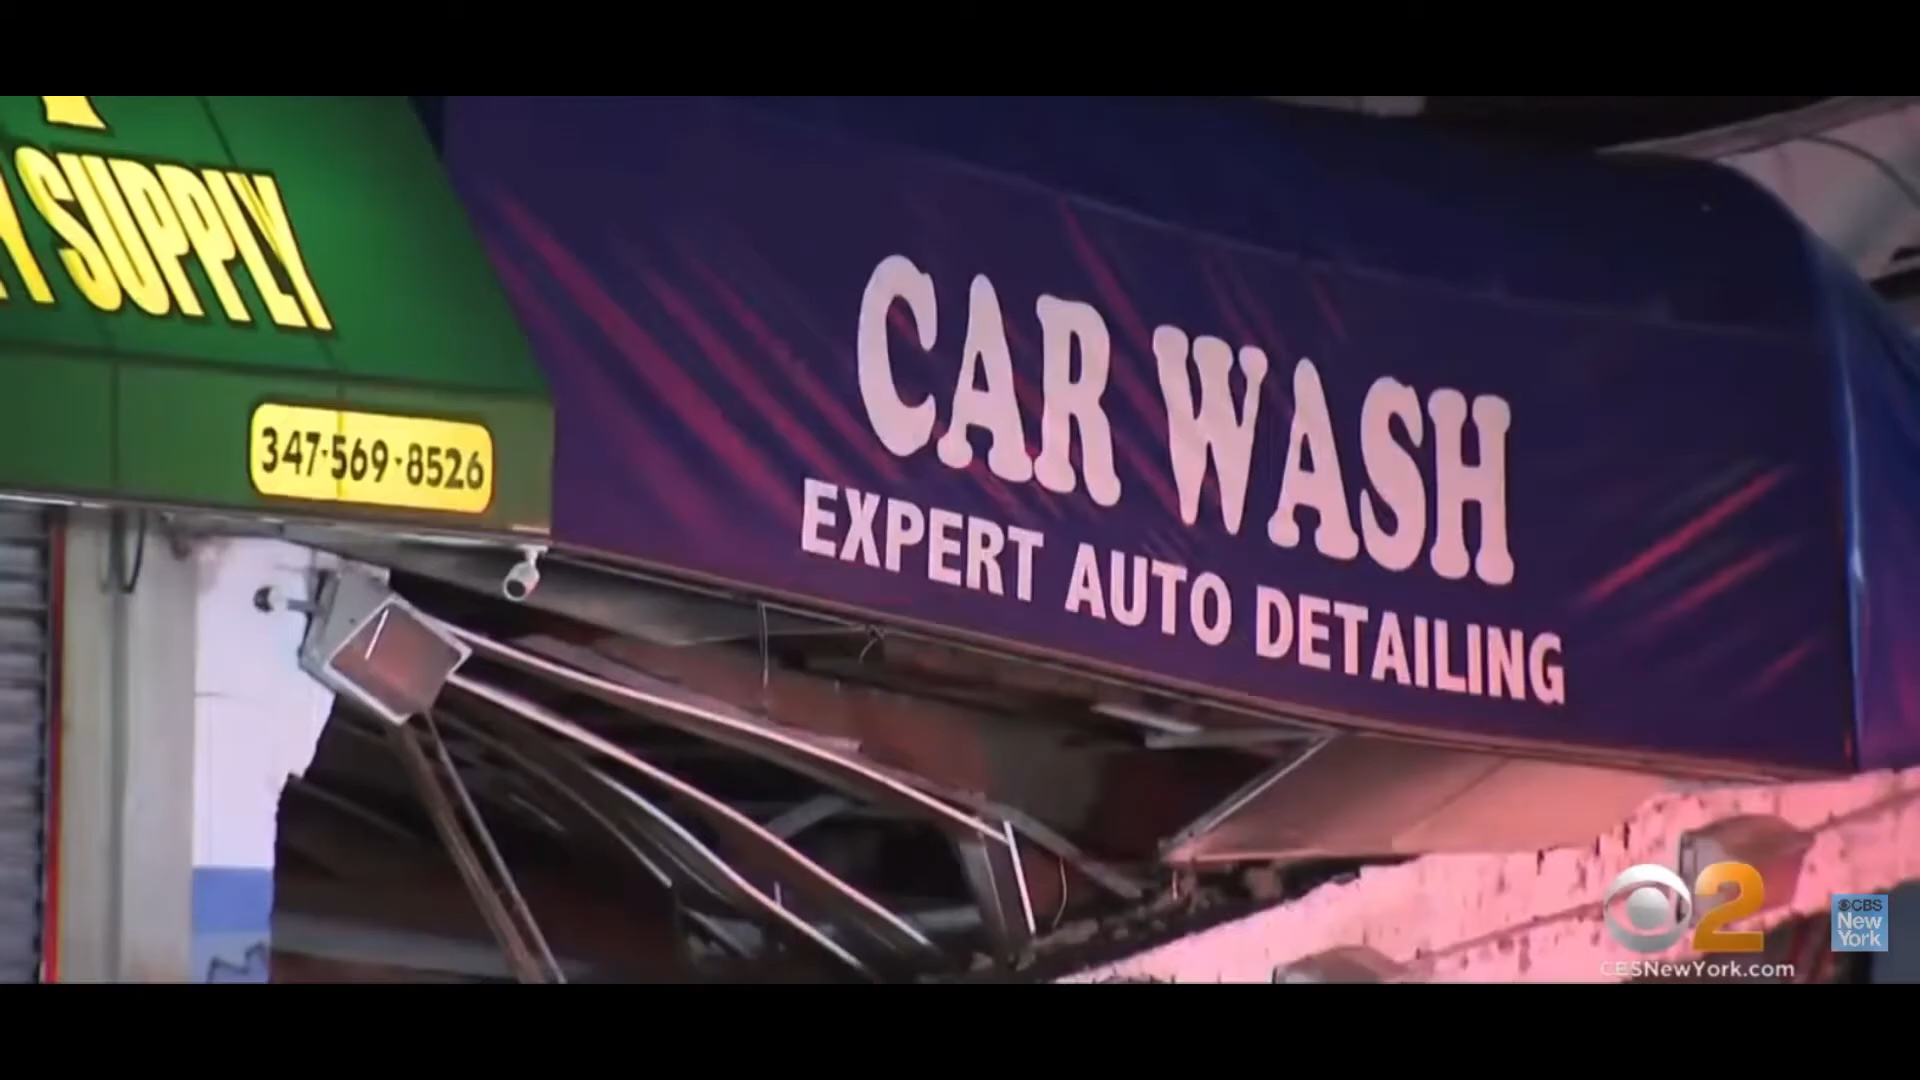 SUPPLY
347-569-8526
CAR WASH
EXPERT AUTO DETAILING
2
CBSNewYork.com
CBS
New
York